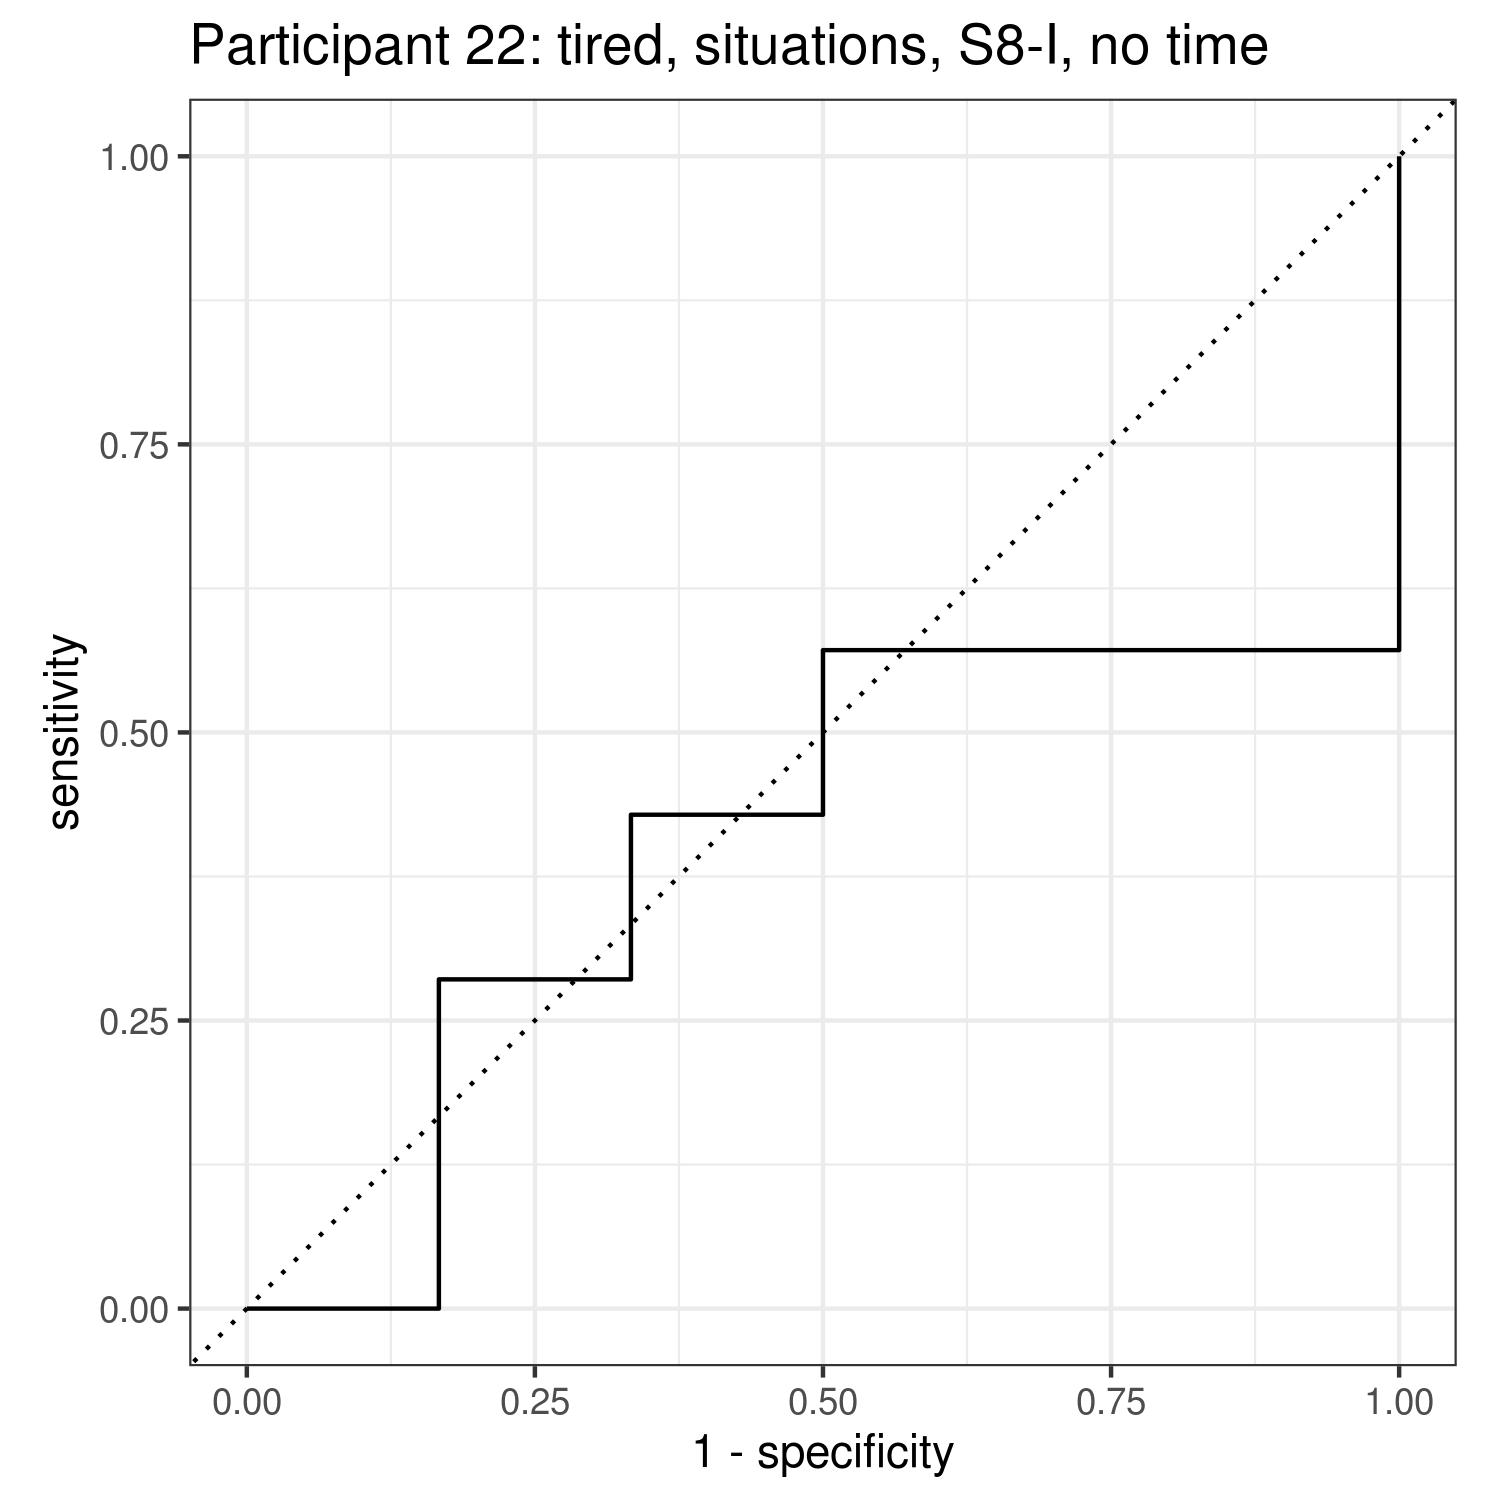 Participant 22: tired, situations, S8-I, no time
1.00
0.75
0.50
0.25
0.00
sensitivity
0.00 0.25 0.50 0.75 1.00
1 - specificity